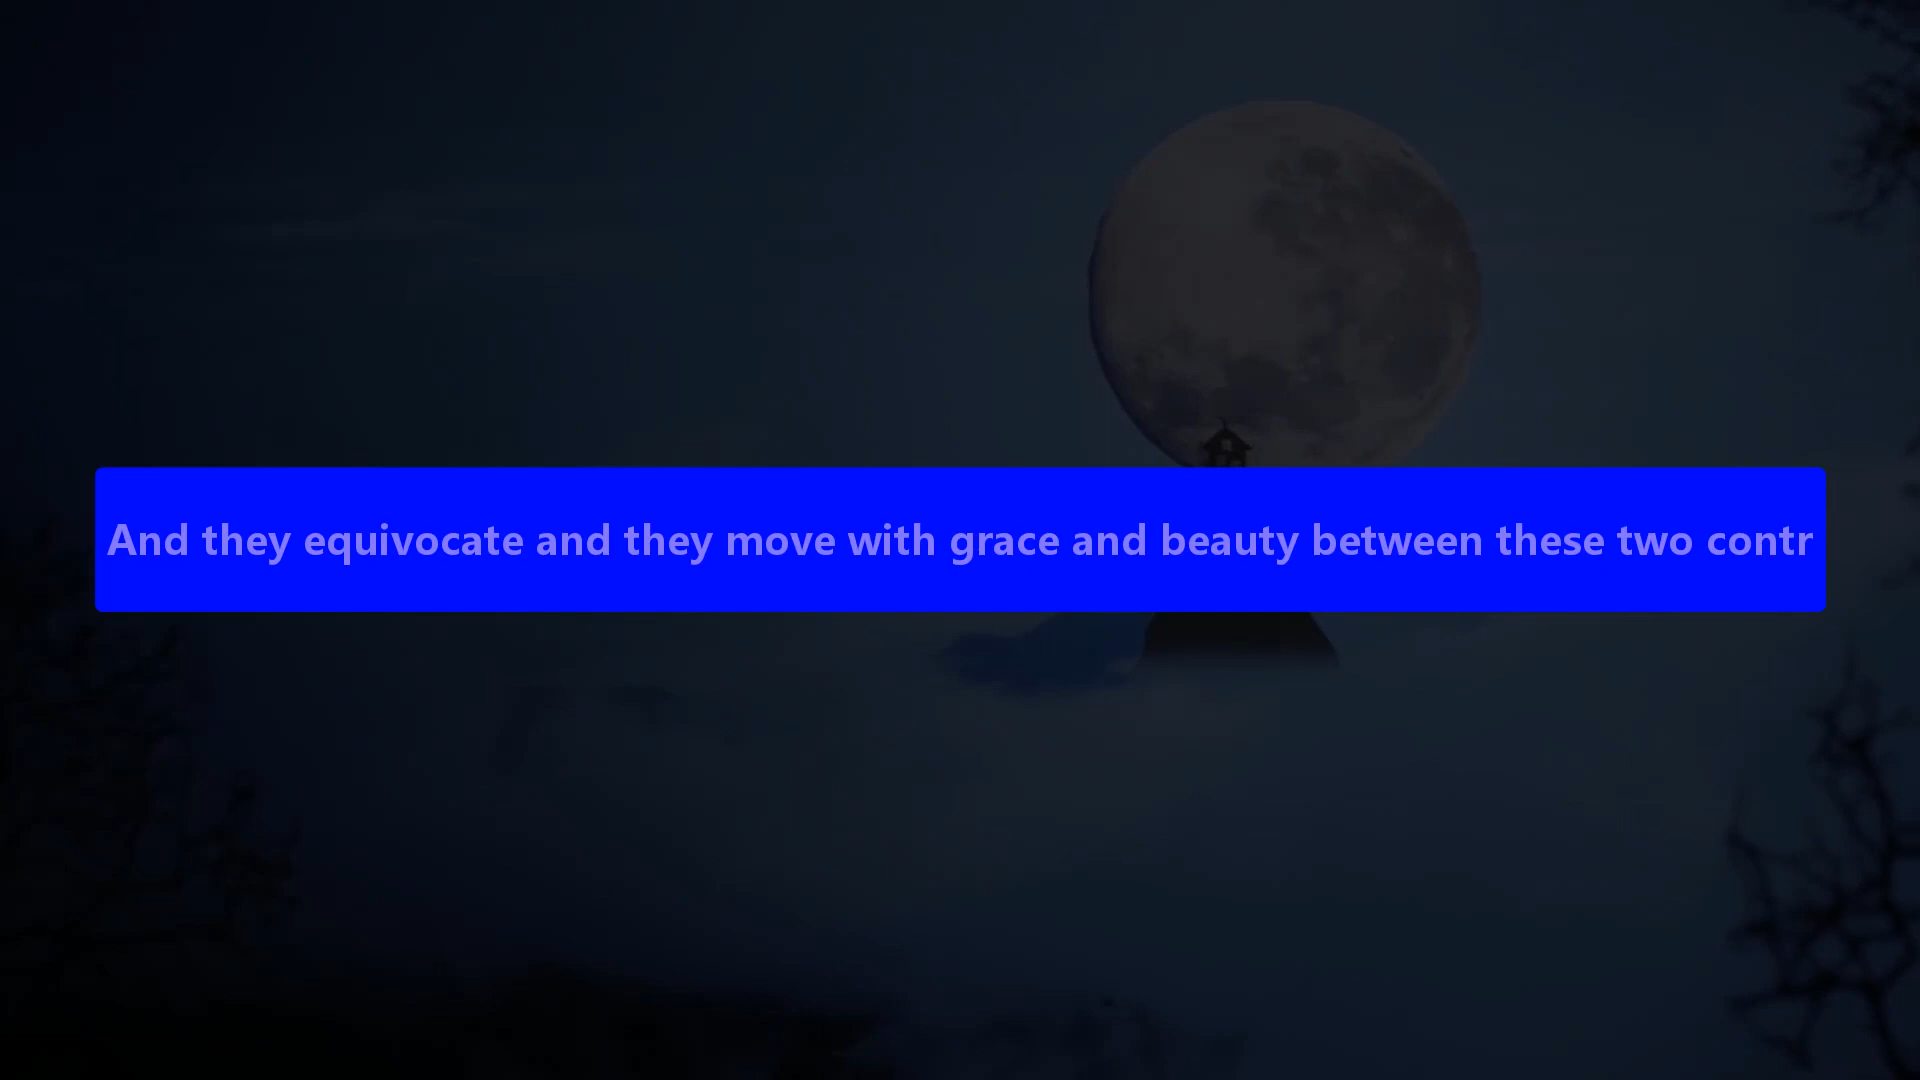 And they equivocate and they move with grace and beauty between these two contr